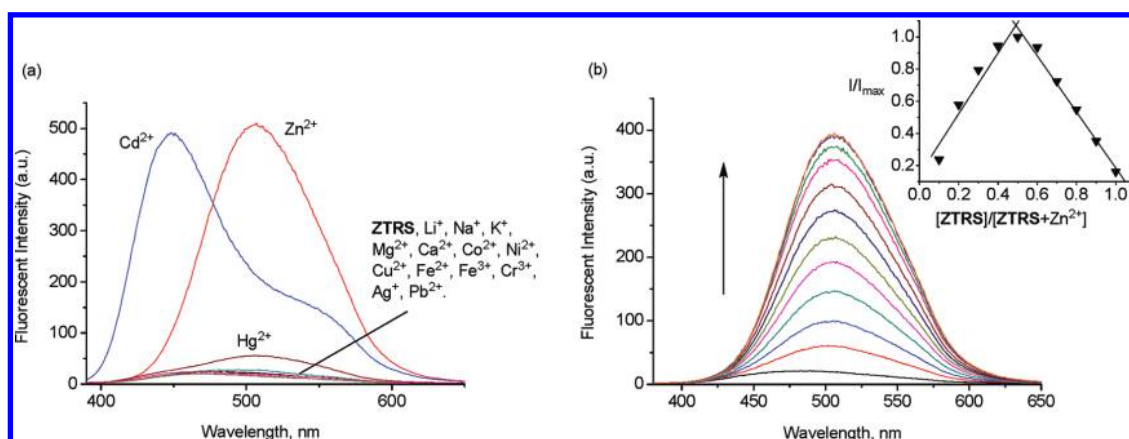 (a)
500
400
300
200
100
0
Fluorescent Intensity (a.u.)
Cd²⁺
Zn²⁺
ZTRS, Li⁺, Na⁺, K⁺,
Mg²⁺, Ca²⁺, Co²⁺, Ni²⁺,
Cu²⁺, Fe²⁺, Fe³⁺, Cr³⁺,
Ag⁺, Pb²⁺.
Hg²⁺
400 500 600
Wavelength, nm
(b)
400
300
200
100
0
Fluorescent Intensity (a.u.)
400 450 500 550 600 650
Wavelength, nm
1.0
0.8
0.6
0.4
0.2
I/Imax
0.0 0.2 0.4 0.6 0.8 1.0
[ZTRS]/[ZTRS+Zn²⁺]